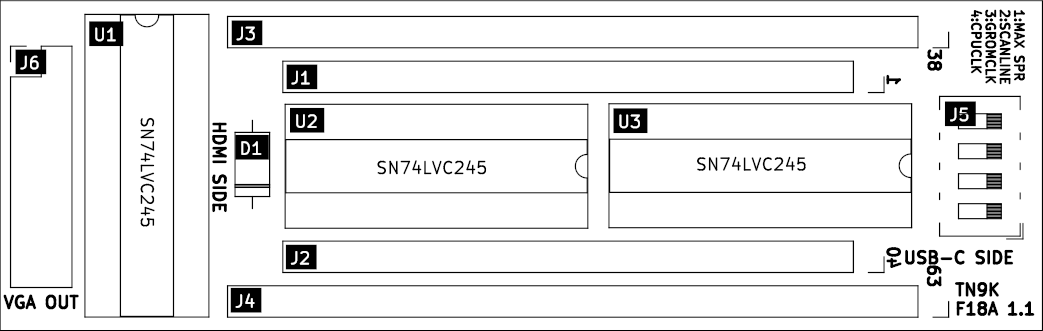 U1
J3
1:MAX SPR
2:SCANLINE
3:GROMCLK
4:CPUCLK
J6
38
J1
1
U2
U3
J5
HDMI SIDE
D1
SN74LVC245
SN74LVC245
SN74LVC245
J2
40
USB-C SIDE
63
VGA OUT
J4
TN9K
F18A 1.1